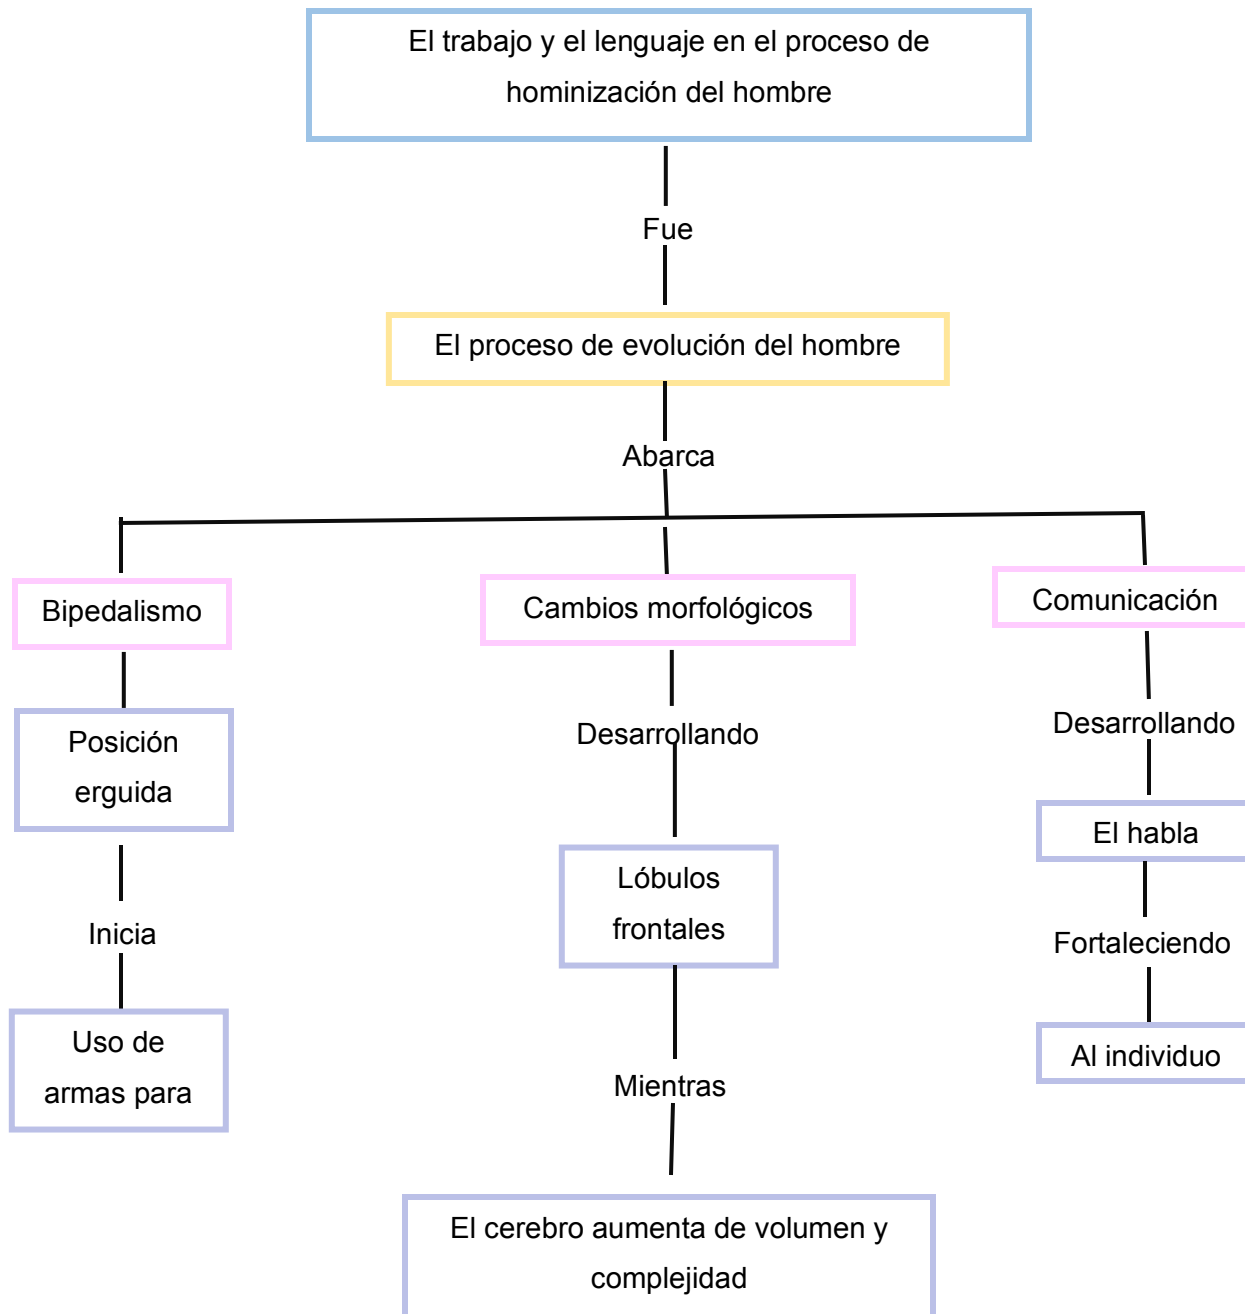 El trabajo y el lenguaje en el proceso de
hominización del hombre
Fue
El proceso de evolución del hombre
Abarca
Bipedalismo
Posición
erguida
Inicia
Uso de
armas para
Cambios morfológicos
Desarrollando
Lóbulos
frontales
Mientras
El cerebro aumenta de volumen y
complejidad
Comunicación
Desarrollando
El habla
Fortaleciendo
Al individuo